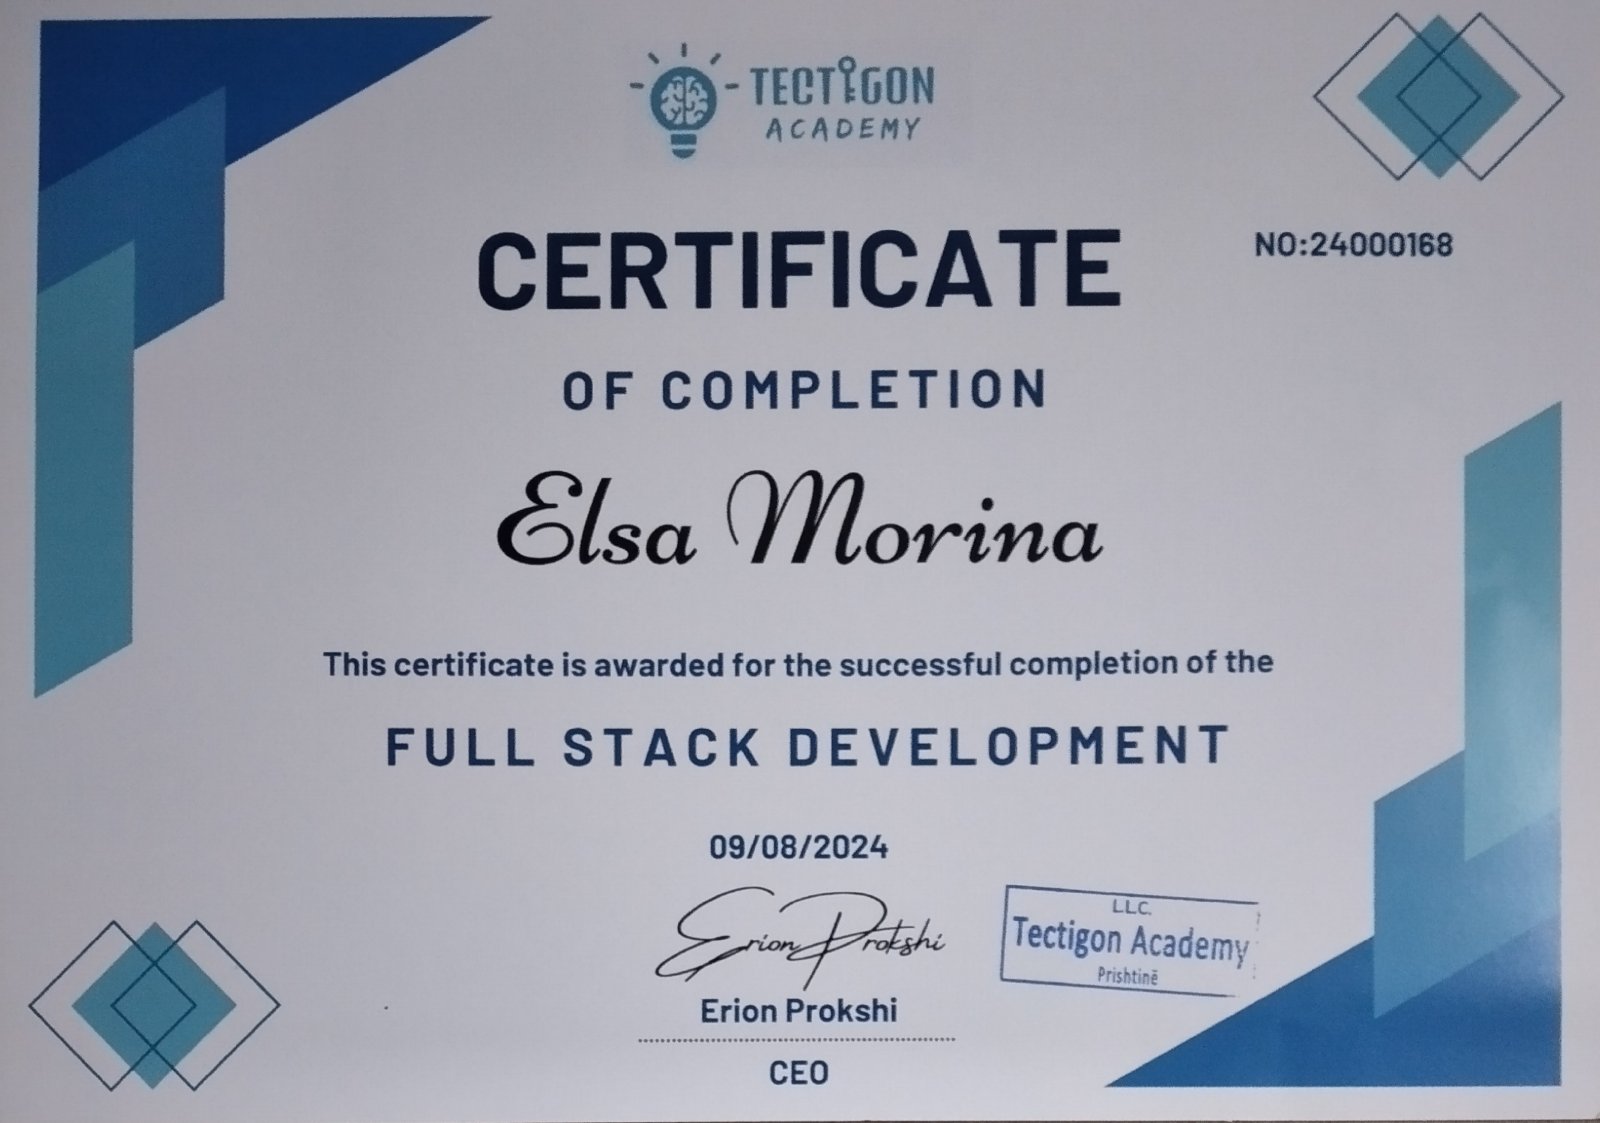 TECTIGON
ACADEMY
CERTIFICATE
NO:24000168
OF COMPLETION
Elsa Morina
This certificate is awarded for the successful completion of the
FULL STACK DEVELOPMENT
09/08/2024
Erion Prokshi
Erion Prokshi
CEO
LLC.
Tectigon Academy
Prishtinë